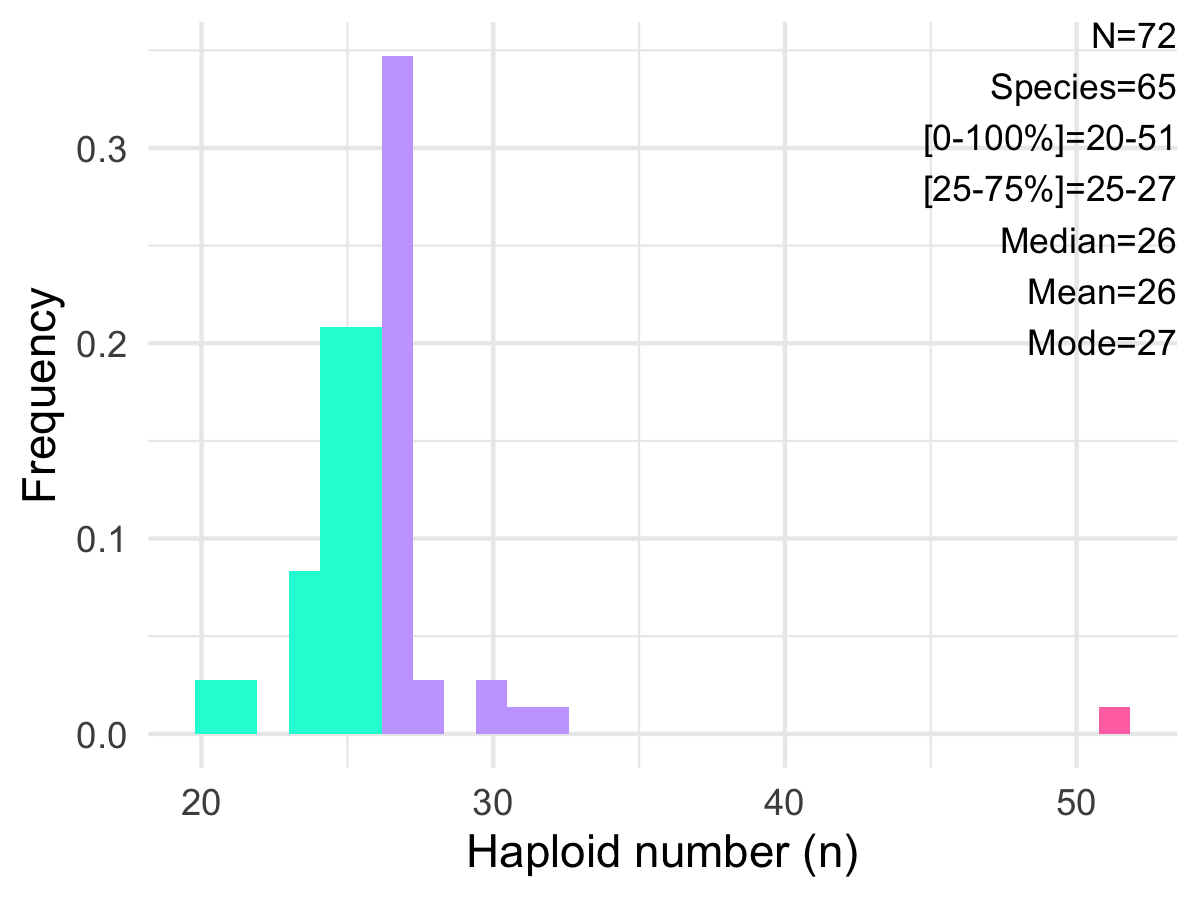 N=72
Species=65
[0-100%]=20-51
[25-75%]=25-27
Median=26
Mean=26
Mode=27
Frequency
0.3
0.2
0.1
0.0
20 30 40 50
Haploid number (n)